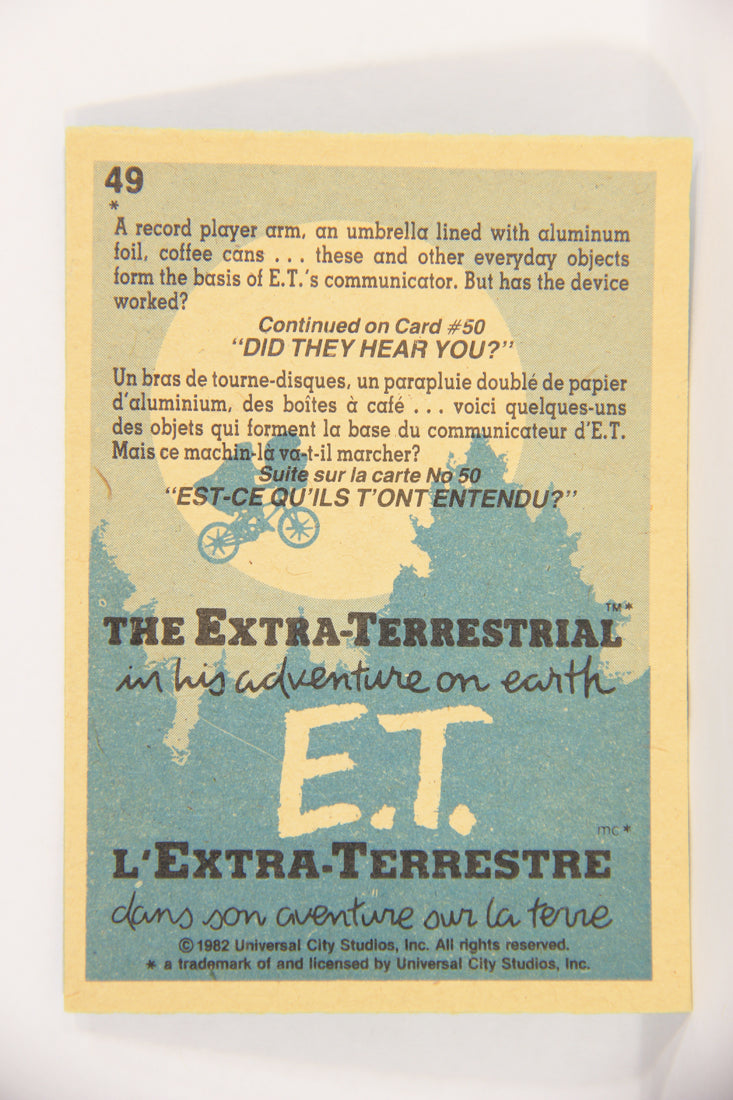 49
*
A record player arm, an umbrella lined with aluminum
foil, coffee cans . . . these and other everyday objects
form the basis of E.T.'s communicator. But has the device
worked?
Continued on Card #50
"DID THEY HEAR YOU?"
Un bras de tourne-disques, un parapluie doublé de papier
d'aluminium, des boîtes à café . . . voici quelques-uns
des objets qui forment la base du communicateur d'E.T.
Mais ce machin-là va-t-il marcher?
Suite sur la carte No 50
"EST-CE QU'ILS T'ONT ENTENDU?"
THE EXTRA-TERRESTRIAL ™*
in his adventure on earth
E.T.
mc*
L'EXTRA-TERRESTRE
dans son aventure sur la terre
©1982 Universal City Studios, Inc. All rights reserved.
* a trademark of and licensed by Universal City Studios, Inc.